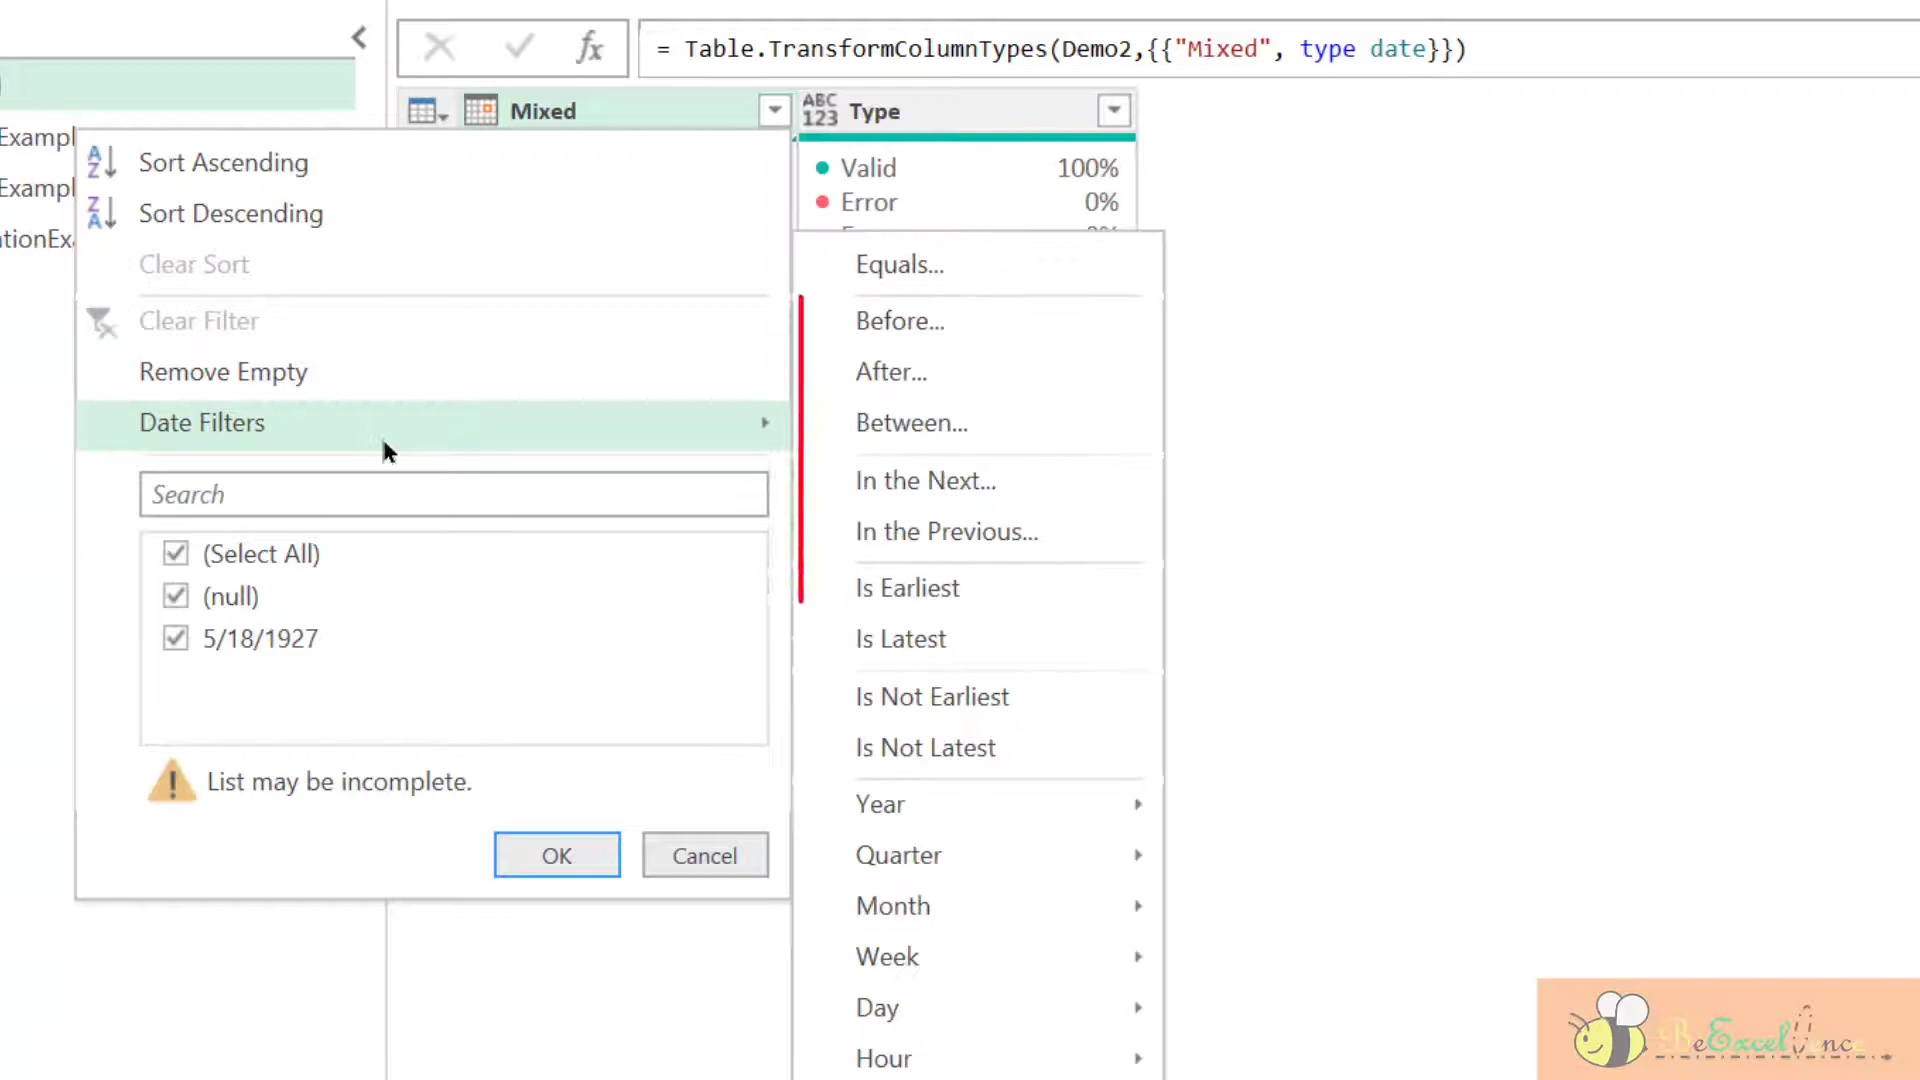 = Table.TransformColumnTypes(Demo2,{{"Mixed", type date}})
fx
Mixed
ABC
123
Type
Exampl
Exampl
ationExa
Sort Ascending
Sort Descending
Clear Sort
Clear Filter
Remove Empty
Date Filters
Search
(Select All)
(null)
5/18/1927
List may be incomplete.
OK
Cancel
Valid 100%
Error 0%
Equals...
Before...
After...
Between...
In the Next...
In the Previous...
Is Earliest
Is Latest
Is Not Earliest
Is Not Latest
Year
Quarter
Month
Week
Day
Hour